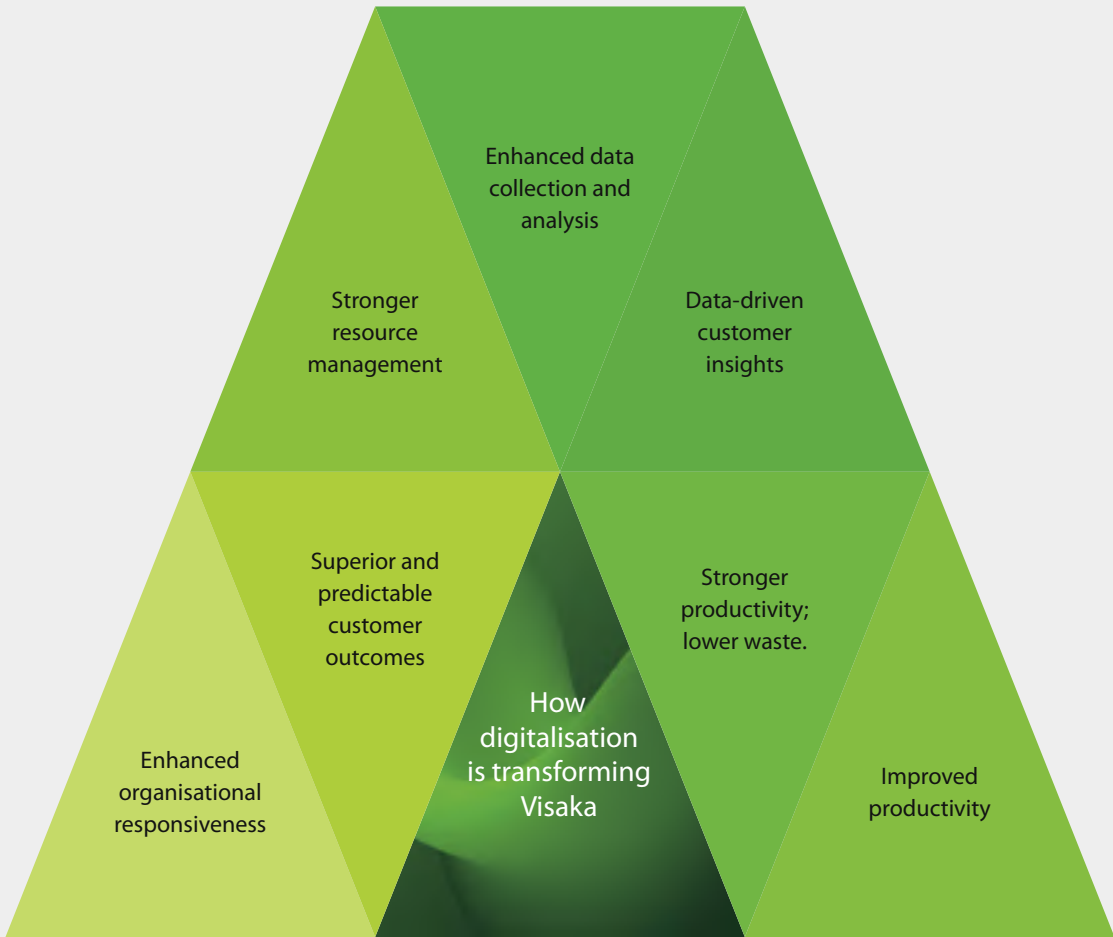 Enhanced data
collection and
analysis
Stronger
resource
management
Data-driven
customer
insights
Superior and
predictable
customer
outcomes
Stronger
productivity;
lower waste.
How
digitalisation
is transforming
Visaka
Enhanced
organisational
responsiveness
Improved
productivity